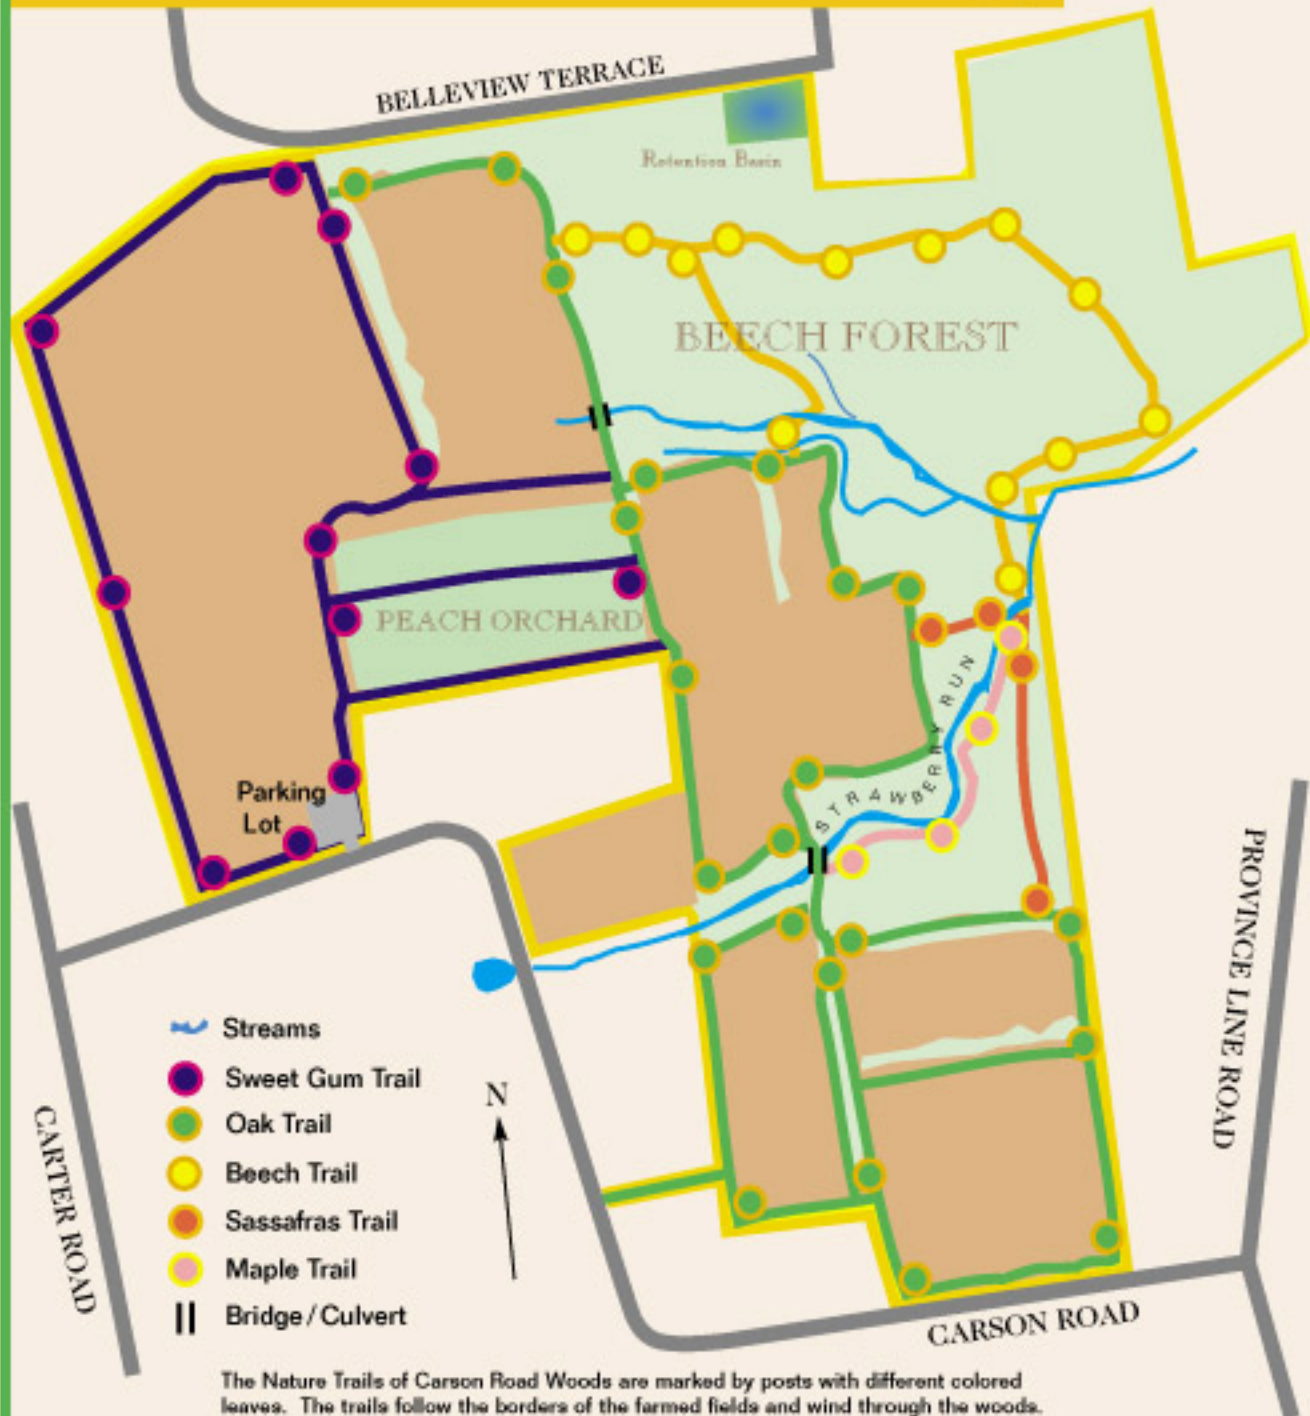 BELLEVIEW TERRACE
Retention Basin
BEECH FOREST
PEACH ORCHARD
STRAWBERRY RUN
Parking
Lot
PROVINCE LINE ROAD
Streams
Sweet Gum Trail
N
Oak Trail
Beech Trail
Sassafras Trail
Maple Trail
Bridge/Culvert
CARTER ROAD
CARSON ROAD
The Nature Trails of Carson Road Woods are marked by posts with different colored
leaves. The trails follow the borders of the farmed fields and wind through the woods.